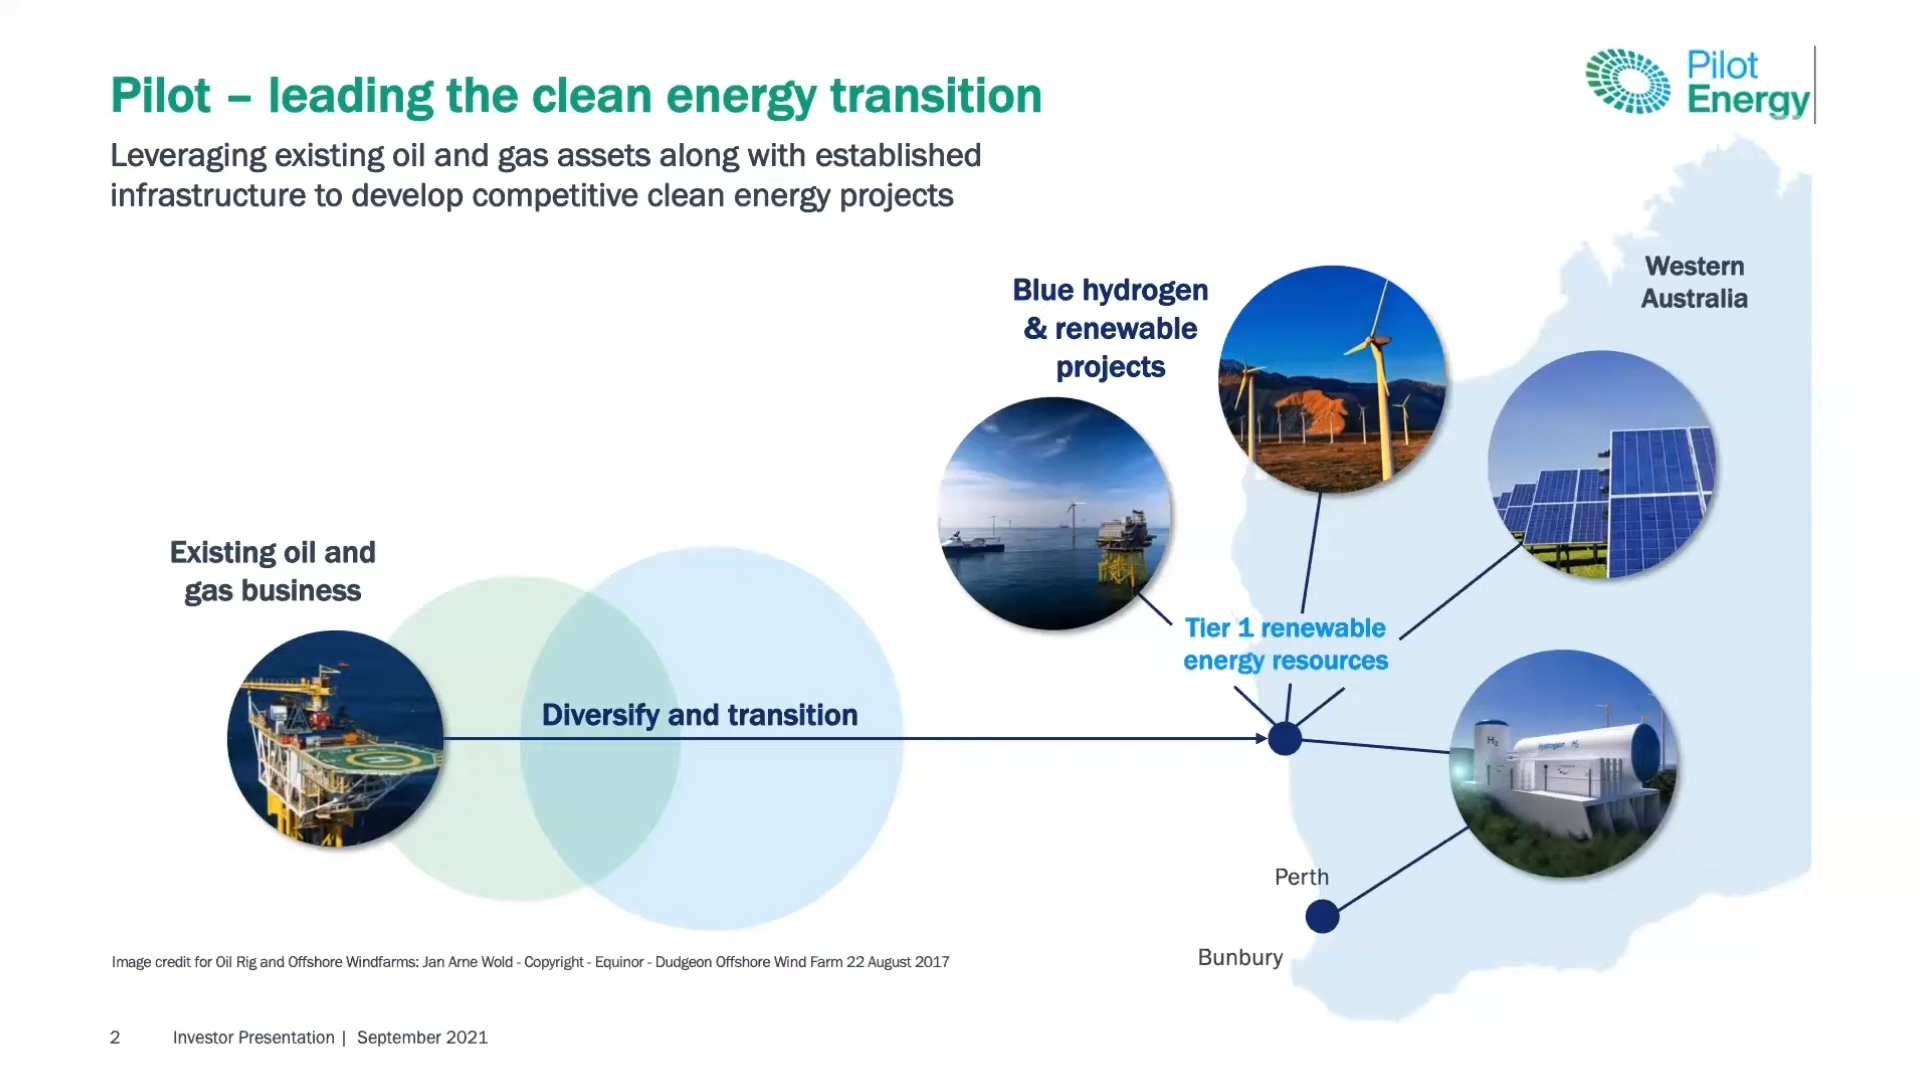 Pilot – leading the clean energy transition
Leveraging existing oil and gas assets along with established
infrastructure to develop competitive clean energy projects
Pilot
Energy
Western
Australia
Blue hydrogen
& renewable
projects
Existing oil and
gas business
Tier 1 renewable
energy resources
Diversify and transition
H
H2
Hydrogen H2
Perth
Bunbury
Image credit for Oil Rig and Offshore Windfarms: Jan Arne Wold - Copyright - Equinor - Dudgeon Offshore Wind Farm 22 August 2017
2 Investor Presentation | September 2021